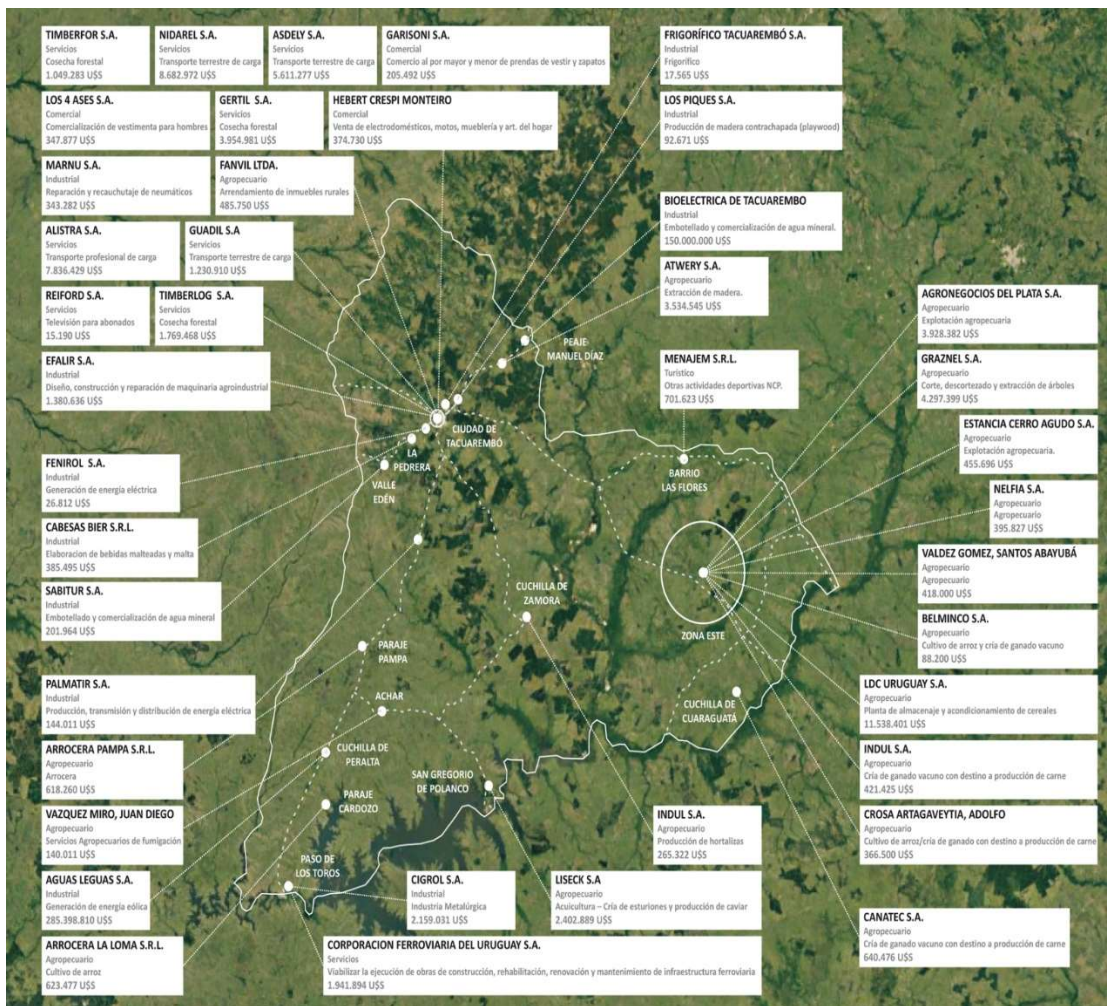 TIMBERFOR S.A.
Servicios
Cosecha forestal
1.049.283 U$S
NIDAREL S.A.
Servicios
Transporte terrestre de carga
8.682.972 U$S
ASDELY S.A.
Servicios
Transporte terrestre de carga
5.611.277 U$S
GARISONI S.A.
Comercial
Comercio al por mayor y menor de prendas de vestir y zapatos
205.492 U$S
FRIGORÍFICO TACUAREMBÓ S.A.
Industrial
Frigorífico
17.565 U$S
LOS 4 ASES S.A.
Comercial
Comercialización de vestimenta para hombres
347.877 U$S
GERTIL S.A.
Servicios
Cosecha forestal
3.954.981 U$S
HEBERT CRESPI MONTEIRO
Comercial
Venta de electrodomésticos, motos, mueblería y art. del hogar
374.730 U$S
LOS PIQUES S.A.
Industrial
Producción de madera contrachapada (playwood)
92.671 U$S
MARNU S.A.
Industrial
Reparación y recauchutaje de neumáticos
343.282 U$S
FANVIL LTDA.
Agropecuario
Arrendamiento de inmuebles rurales
485.750 U$S
BIOELECTRICA DE TACUAREMBO
Industrial
Embotellado y comercialización de agua mineral.
150.000.000 U$S
ALISTRA S.A.
Servicios
Transporte profesional de carga
7.836.429 U$S
GUADIL S.A
Servicios
Transporte terrestre de carga
1.230.910 U$S
ATWERY S.A.
Agropecuario
Extracción de madera.
3.534.545 U$S
REIFORD S.A.
Servicios
Televisión para abonados
15.190 U$S
TIMBERLOG S.A.
Servicios
Cosecha forestal
1.769.468 U$S
AGRONEGOCIOS DEL PLATA S.A.
Agropecuario
Explotación agropecuaria
3.928.382 U$S
EFALIR S.A.
Industrial
Diseño, construcción y reparación de maquinaria agroindustrial
1.380.636 U$S
PEAJE
MANUEL DÍAZ
MENAJEM S.R.L.
Turístico
Otras actividades deportivas NCP.
701.623 U$S
GRAZNEL S.A.
Agropecuario
Corte, descortezado y extracción de árboles
4.297.399 U$S
CIUDAD DE
TACUAREMBÓ
LA
PEDRERA
VALLE
EDÉN
BARRIO
LAS FLORES
ESTANCIA CERRO AGUDO S.A.
Agropecuario
Explotación agropecuaria.
455.696 U$S
FENIROL S.A.
Industrial
Generación de energía eléctrica
26.812 U$S
NELFIA S.A.
Agropecuario
Agropecuario
395.827 U$S
CABESAS BIER S.R.L.
Industrial
Elaboracion de bebidas malteadas y malta
385.495 U$S
VALDEZ GOMEZ, SANTOS ABAYUBÁ
Agropecuario
Agropecuario
418.000 U$S
SABITUR S.A.
Industrial
Embotellado y comercialización de agua mineral
201.964 U$S
CUCHILLA DE
ZAMORA
ZONA ESTE
BELMINCO S.A.
Agropecuario
Cultivo de arroz y cría de ganado vacuno
88.200 U$S
PARAJE
PAMPA
PALMATIR S.A.
Industrial
Producción, transmisión y distribución de energía eléctrica
144.011 U$S
ACHAR
CUCHILLA DE
CUARAGUATÁ
LDC URUGUAY S.A.
Agropecuario
Planta de almacenaje y acondicionamiento de cereales
11.538.401 U$S
ARROCERA PAMPA S.R.L.
Agropecuario
Arrocera
618.260 U$S
CUCHILLA DE
PERALTA
SAN GREGORIO
DE POLANCO
INDUL S.A.
Agropecuario
Cría de ganado vacuno con destino a producción de carne
421.425 U$S
VAZQUEZ MIRO, JUAN DIEGO
Agropecuario
Servicios Agropecuarios de fumigación
140.011 U$S
PARAJE
CARDOZO
INDUL S.A.
Agropecuario
Producción de hortalizas
265.322 U$S
CROSA ARTAGAVEYTIA, ADOLFO
Agropecuario
Cultivo de arroz/cría de ganado con destino a producción de carne
366.500 U$S
PASO DE
LOS TOROS
AGUAS LEGUAS S.A.
Industrial
Generación de energía eólica
285.398.810 U$S
CIGROL S.A.
Industrial
Industria Metalúrgica
2.159.031 U$S
LISECK S.A
Agropecuario
Acuicultura – Cría de esturiones y producción de caviar
2.402.889 U$S
CANATEC S.A.
Agropecuario
Cría de ganado vacuno con destino a producción de carne
640.476 U$S
ARROCERA LA LOMA S.R.L.
Agropecuario
Cultivo de arroz
623.477 U$S
CORPORACION FERROVIARIA DEL URUGUAY S.A.
Servicios
Viabilizar la ejecución de obras de construcción, rehabilitación, renovación y mantenimiento de infraestructura ferroviaria
1.941.894 U$S